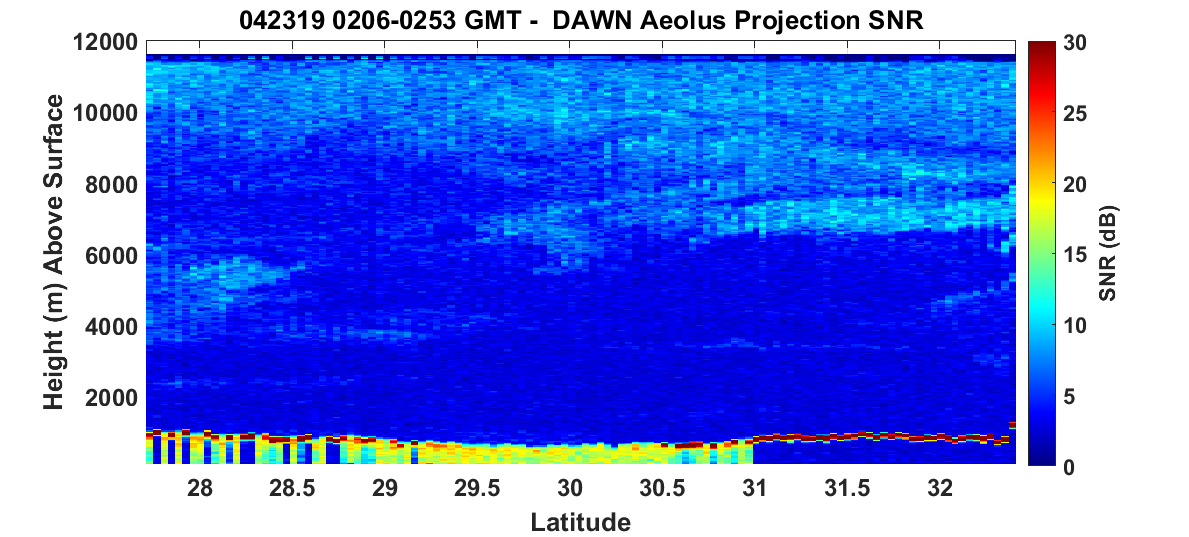 042319 0206-0253 GMT - DAWN Aeolus Projection SNR
12000
10000
8000
6000
4000
2000
Height (m) Above Surface
28 28.5 29 29.5 30 30.5 31 31.5 32
Latitude
30
25
20
15
10
5
0
SNR (dB)